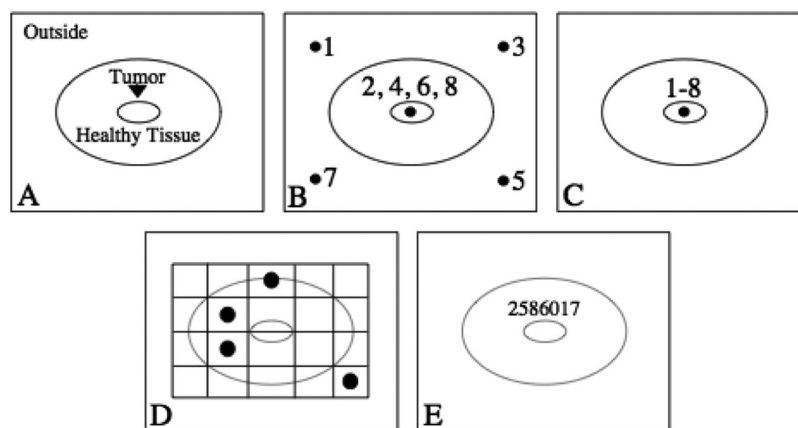 Outside
Tumor
Healthy Tissue
A
1
3
2, 4, 6, 8
7
5
B
1-8
C
D
2586017
E